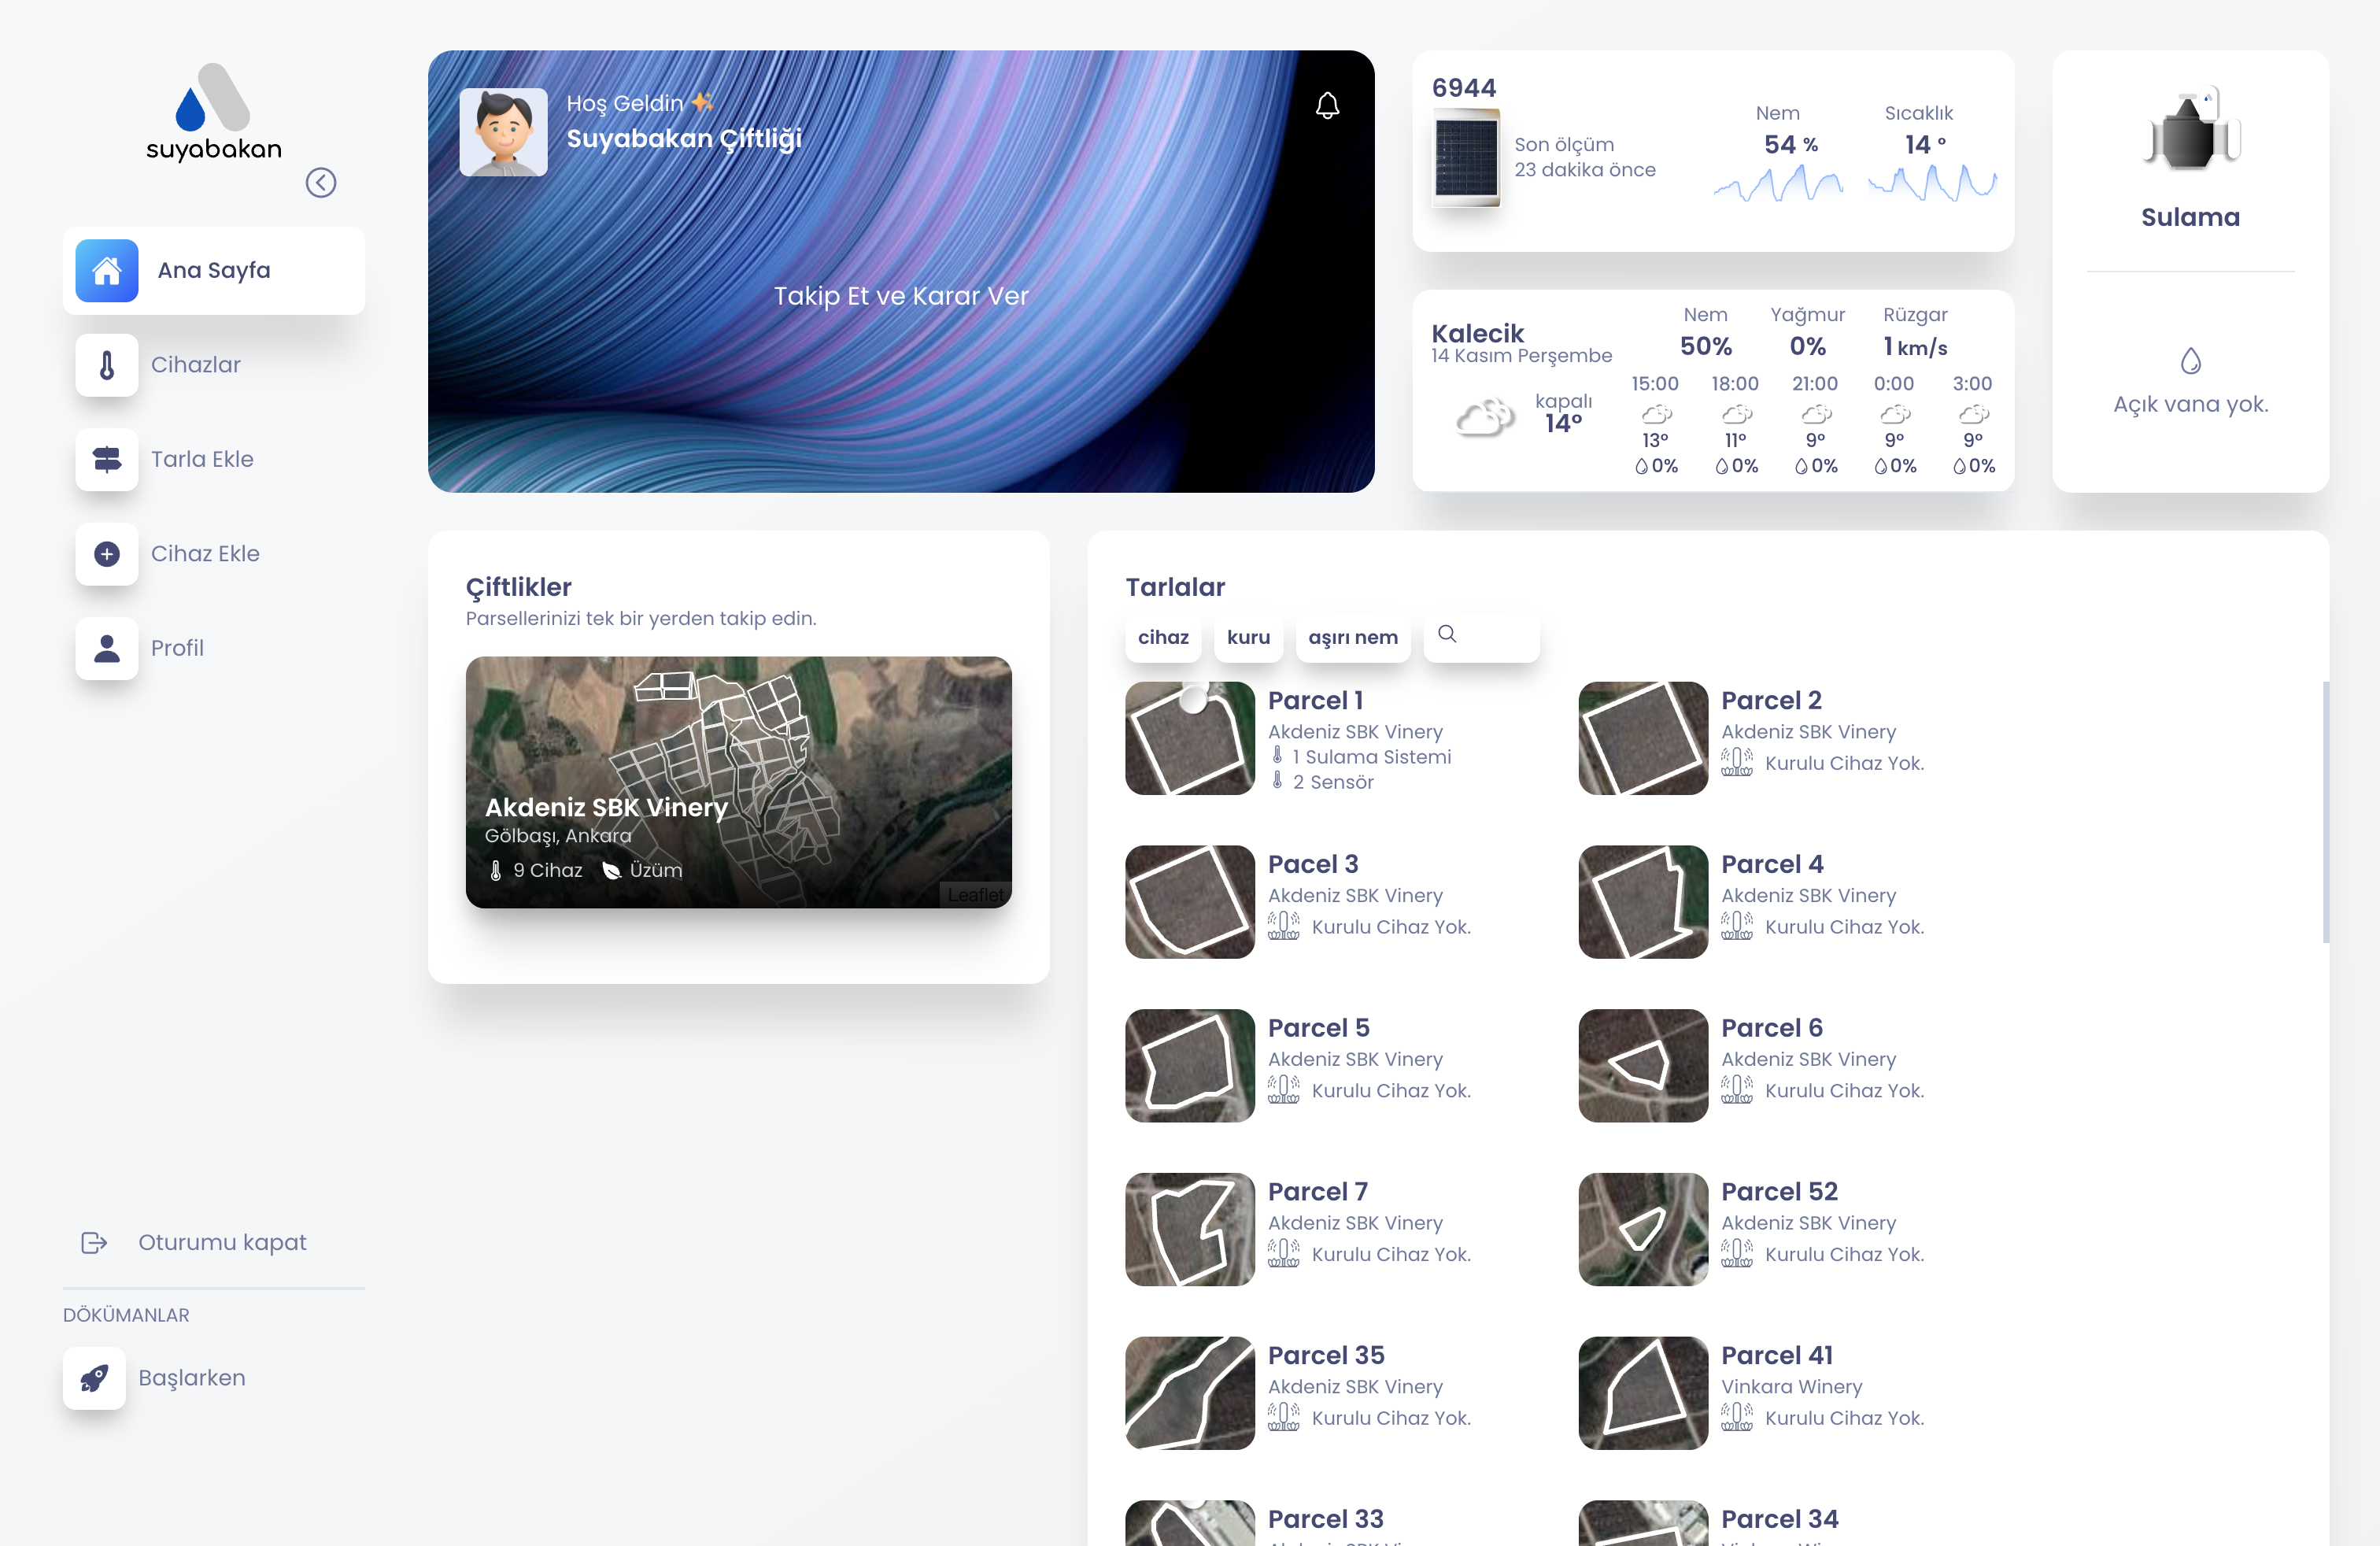 suyabakan
Ana Sayfa
Cihazlar
Tarla Ekle
Cihaz Ekle
Profil
Oturumu kapat
DÖKÜMANLAR
Başlarken
Hoş Geldin
Suyabakan Çiftliği
Takip Et ve Karar Ver
6944
Son ölçüm
23 dakika önce
Nem
54 %
Sıcaklık
14 °
Kalecik
14 Kasım Perşembe
kapalı
14°
Nem Yağmur Rüzgar
50% 0% 1 km/s
15:00 18:00 21:00 0:00 3:00
13° 11° 9° 9° 9°
0% 0% 0% 0% 0%
Sulama
Açık vana yok.
Çiftlikler
Parsellerinizi tek bir yerden takip edin.
Akdeniz SBK Vinery
Gölbaşı, Ankara
9 Cihaz Üzüm
Leaflet
Tarlalar
cihaz kuru aşırı nem
Parcel 1
Akdeniz SBK Vinery
1 Sulama Sistemi
2 Sensör
Parcel 2
Akdeniz SBK Vinery
Kurulu Cihaz Yok.
Pacel 3
Akdeniz SBK Vinery
Kurulu Cihaz Yok.
Parcel 4
Akdeniz SBK Vinery
Kurulu Cihaz Yok.
Parcel 5
Akdeniz SBK Vinery
Kurulu Cihaz Yok.
Parcel 6
Akdeniz SBK Vinery
Kurulu Cihaz Yok.
Parcel 7
Akdeniz SBK Vinery
Kurulu Cihaz Yok.
Parcel 52
Akdeniz SBK Vinery
Kurulu Cihaz Yok.
Parcel 35
Akdeniz SBK Vinery
Kurulu Cihaz Yok.
Parcel 41
Vinkara Winery
Kurulu Cihaz Yok.
Parcel 33
Parcel 34